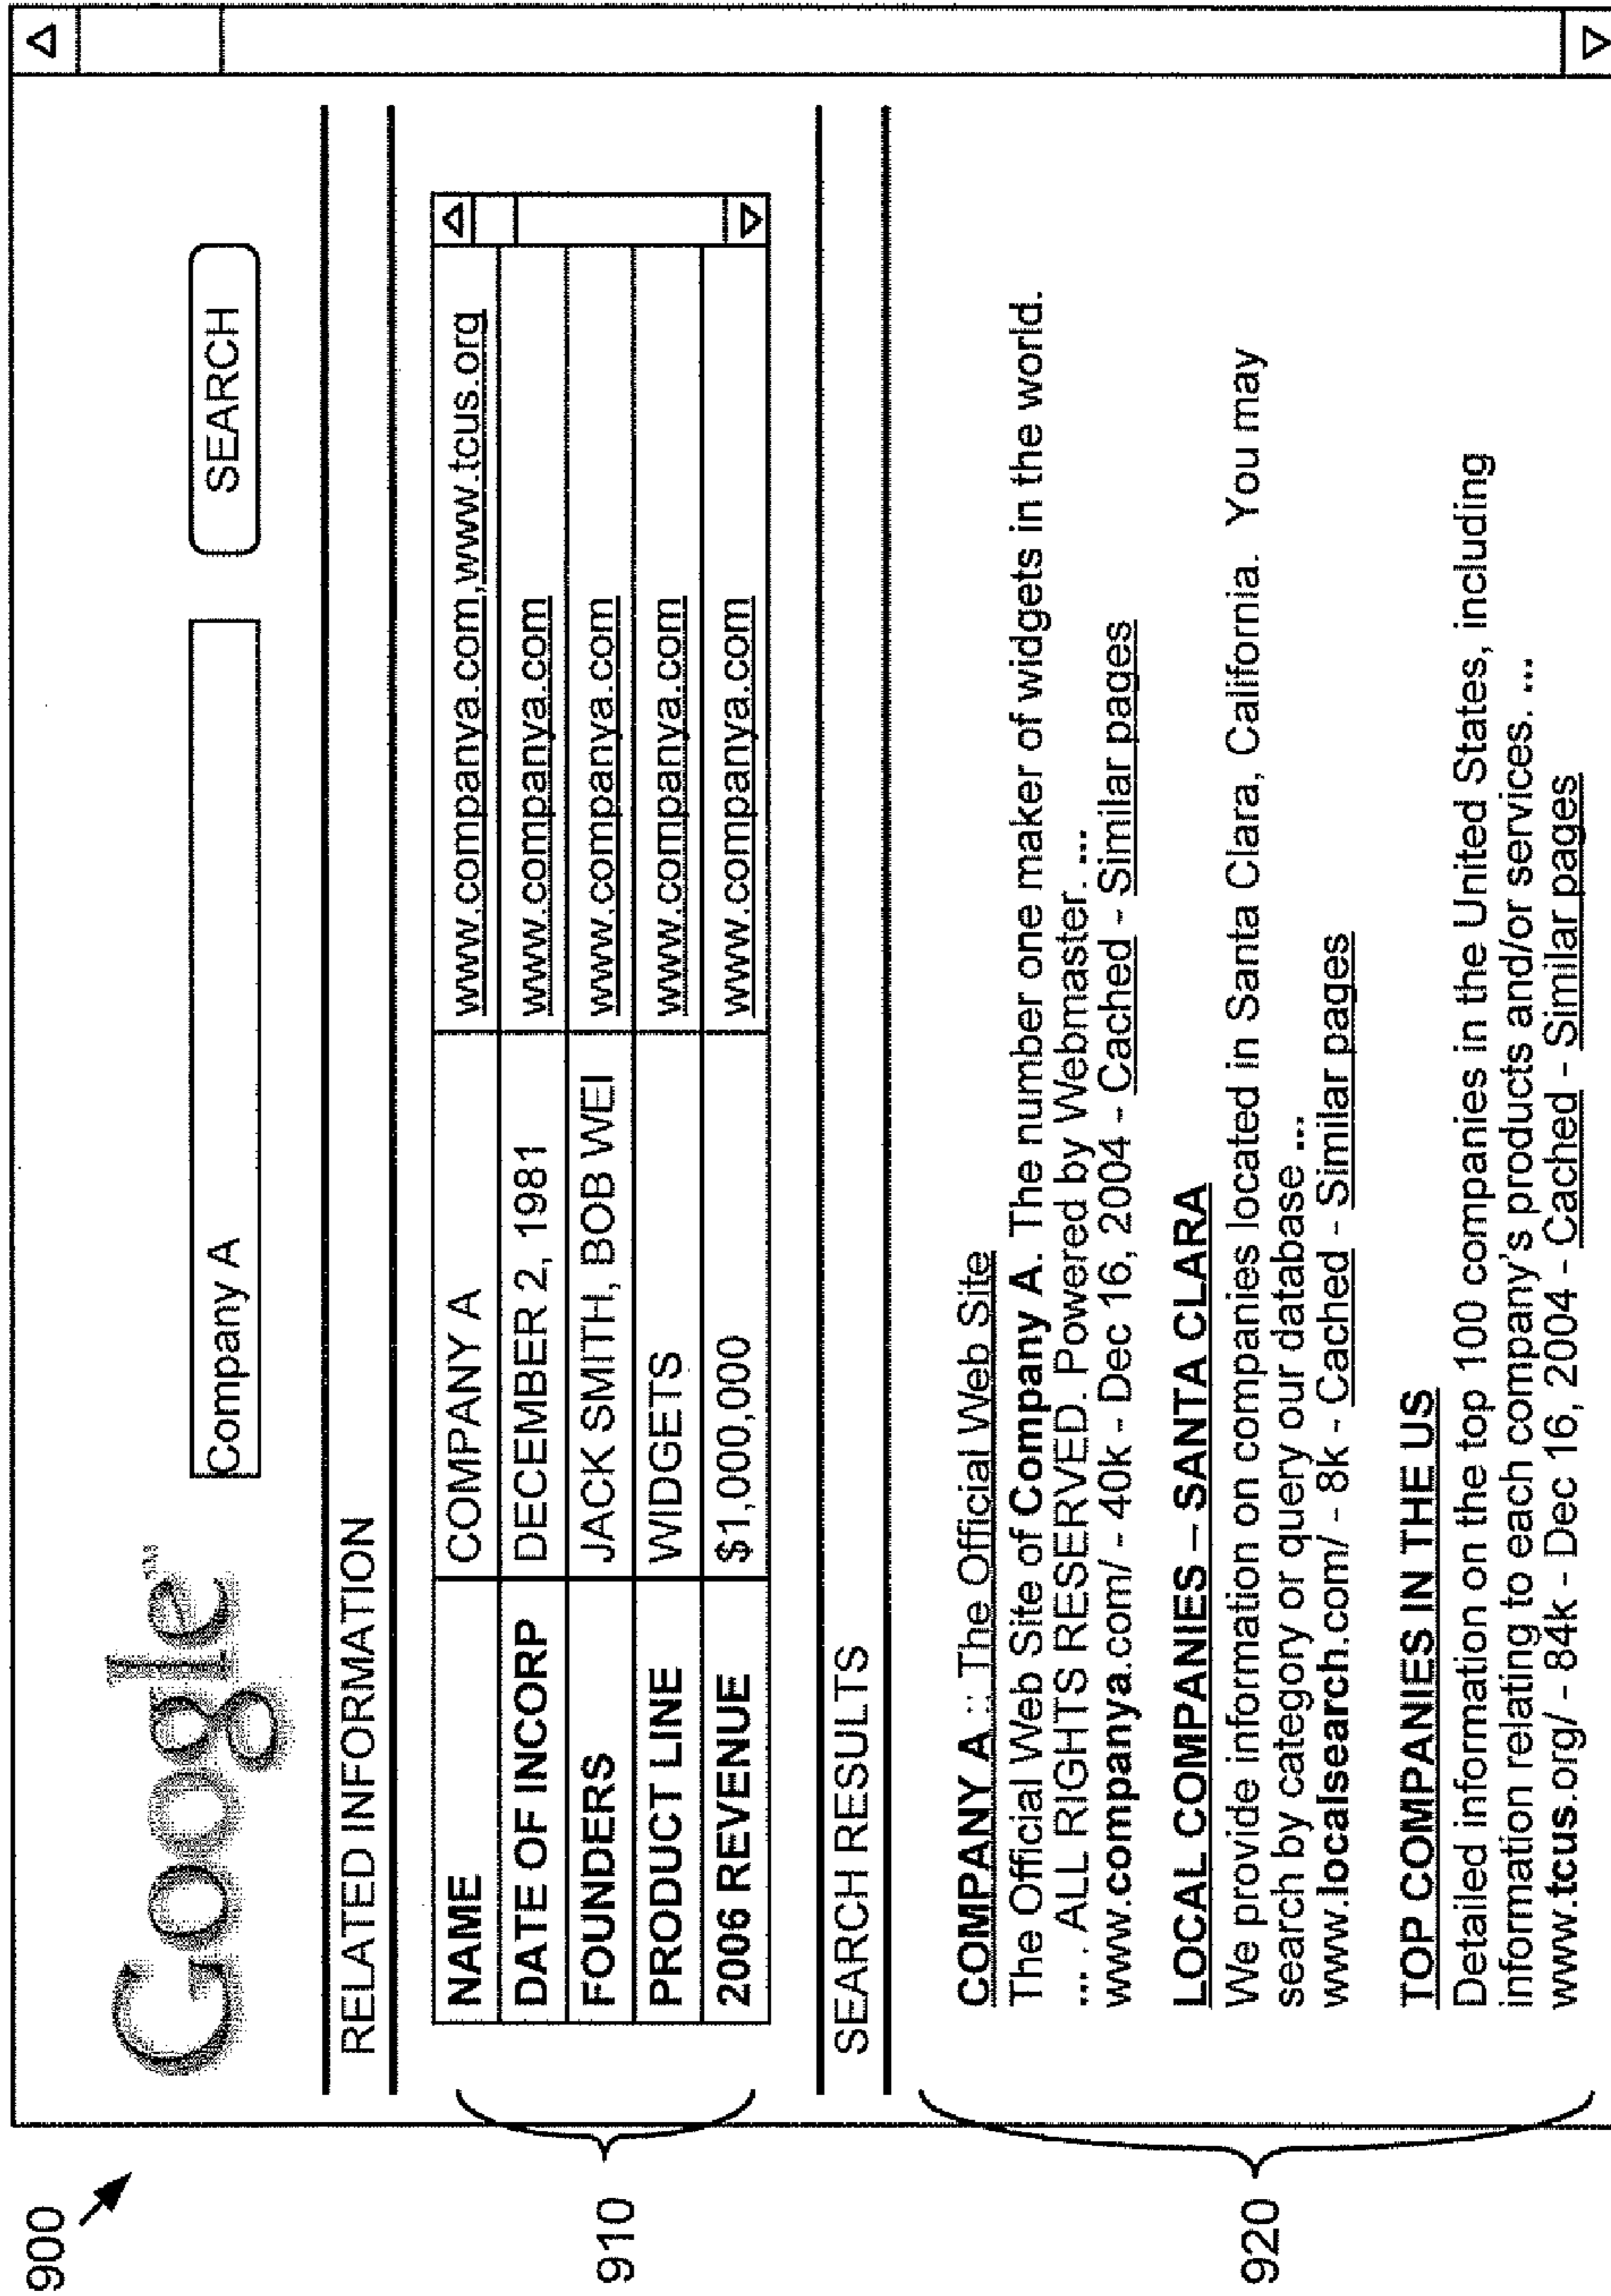 900
Google
Company A
SEARCH
RELATED INFORMATION
910
NAME COMPANY A www.companya.com,www.tcus.org
DATE OF INCORP DECEMBER 2, 1981 www.companya.com
FOUNDERS JACK SMITH, BOB WEI www.companya.com
PRODUCT LINE WIDGETS www.companya.com
2006 REVENUE $1,000,000 www.companya.com
SEARCH RESULTS
920
COMPANY A :: The Official Web Site
The Official Web Site of Company A. The number one maker of widgets in the world.
... . ALL RIGHTS RESERVED. Powered by Webmaster. ...
www.companya.com/ - 40k - Dec 16, 2004 - Cached - Similar pages
LOCAL COMPANIES – SANTA CLARA
We provide information on companies located in Santa Clara, California. You may
search by category or query our database ...
www.localsearch.com/ - 8k - Cached - Similar pages
TOP COMPANIES IN THE US
Detailed information on the top 100 companies in the United States, including
information relating to each company's products and/or services. ...
www.tcus.org/ - 84k - Dec 16, 2004 - Cached - Similar pages